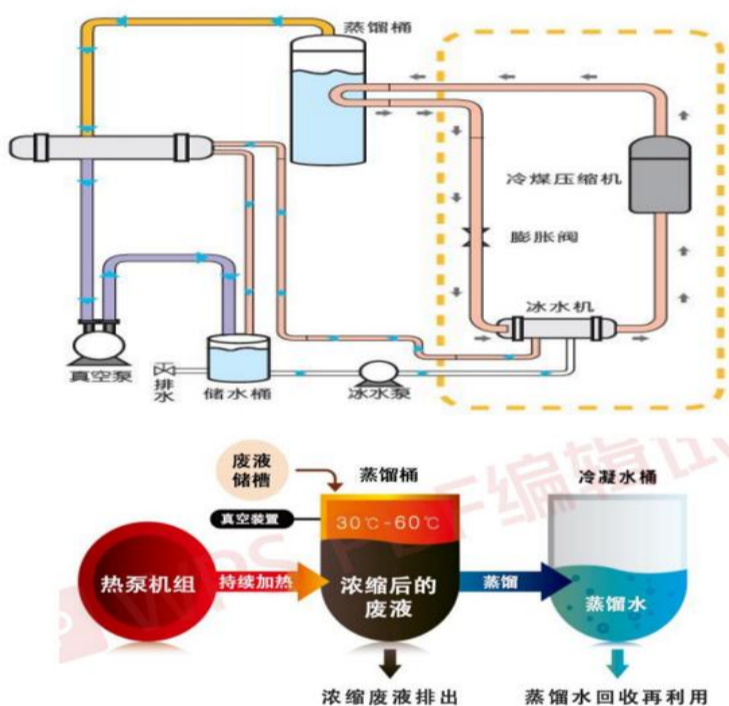 蒸馏桶
冷煤压缩机
膨胀阀
冰水机
真空泵
排水
储水桶
冰水泵
废液
储槽
蒸馏桶
冷凝水桶
真空装置
30℃-60℃
热泵机组
持续加热
浓缩后的
废液
蒸馏
蒸馏水
浓缩废液排出
蒸馏水回收再利用